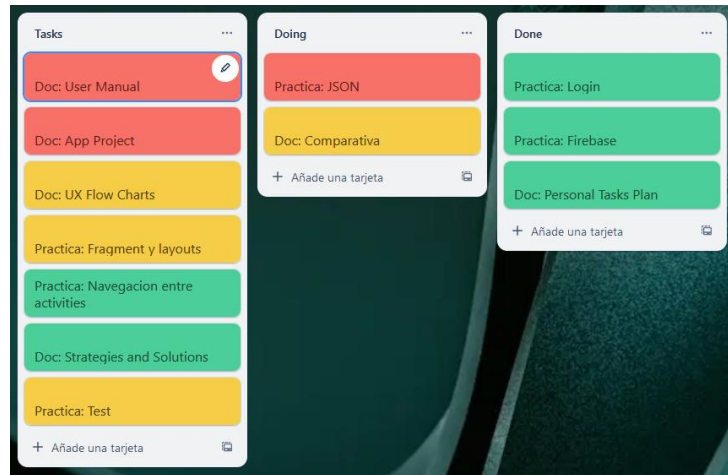 Tasks
Doc: User Manual
Doc: App Project
Doc: UX Flow Charts
Practica: Fragment y layouts
Practica: Navegacion entre
activities
Doc: Strategies and Solutions
Practica: Test
+ Añade una tarjeta
Doing
Practica: JSON
Doc: Comparativa
+ Añade una tarjeta
Done
Practica: Login
Practica: Firebase
Doc: Personal Tasks Plan
+ Añade una tarjeta